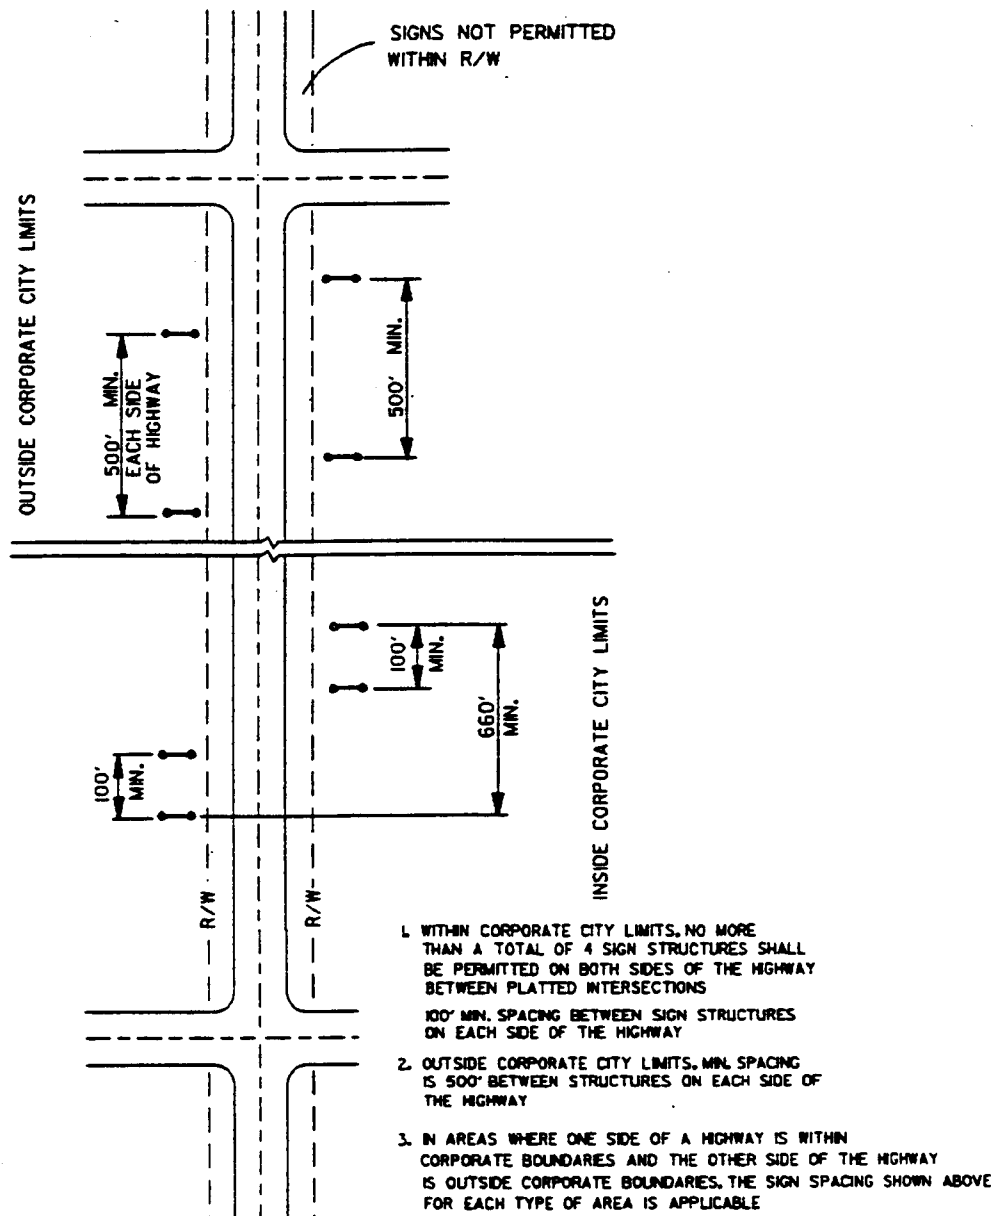 SIGNS NOT PERMITTED
WITHIN R/W
OUTSIDE CORPORATE CITY LIMITS
500' MIN.
EACH SIDE
OF HIGHWAY
500' MIN.
INSIDE CORPORATE CITY LIMITS
100'
MIN.
660'
MIN.
100'
MIN.
R/W
R/W
1. WITHIN CORPORATE CITY LIMITS, NO MORE
THAN A TOTAL OF 4 SIGN STRUCTURES SHALL
BE PERMITTED ON BOTH SIDES OF THE HIGHWAY
BETWEEN PLATTED INTERSECTIONS
100' MIN. SPACING BETWEEN SIGN STRUCTURES
ON EACH SIDE OF THE HIGHWAY
2. OUTSIDE CORPORATE CITY LIMITS, MIN. SPACING
IS 500' BETWEEN STRUCTURES ON EACH SIDE OF
THE HIGHWAY
3. IN AREAS WHERE ONE SIDE OF A HIGHWAY IS WITHIN
CORPORATE BOUNDARIES AND THE OTHER SIDE OF THE HIGHWAY
IS OUTSIDE CORPORATE BOUNDARIES, THE SIGN SPACING SHOWN ABOVE
FOR EACH TYPE OF AREA IS APPLICABLE